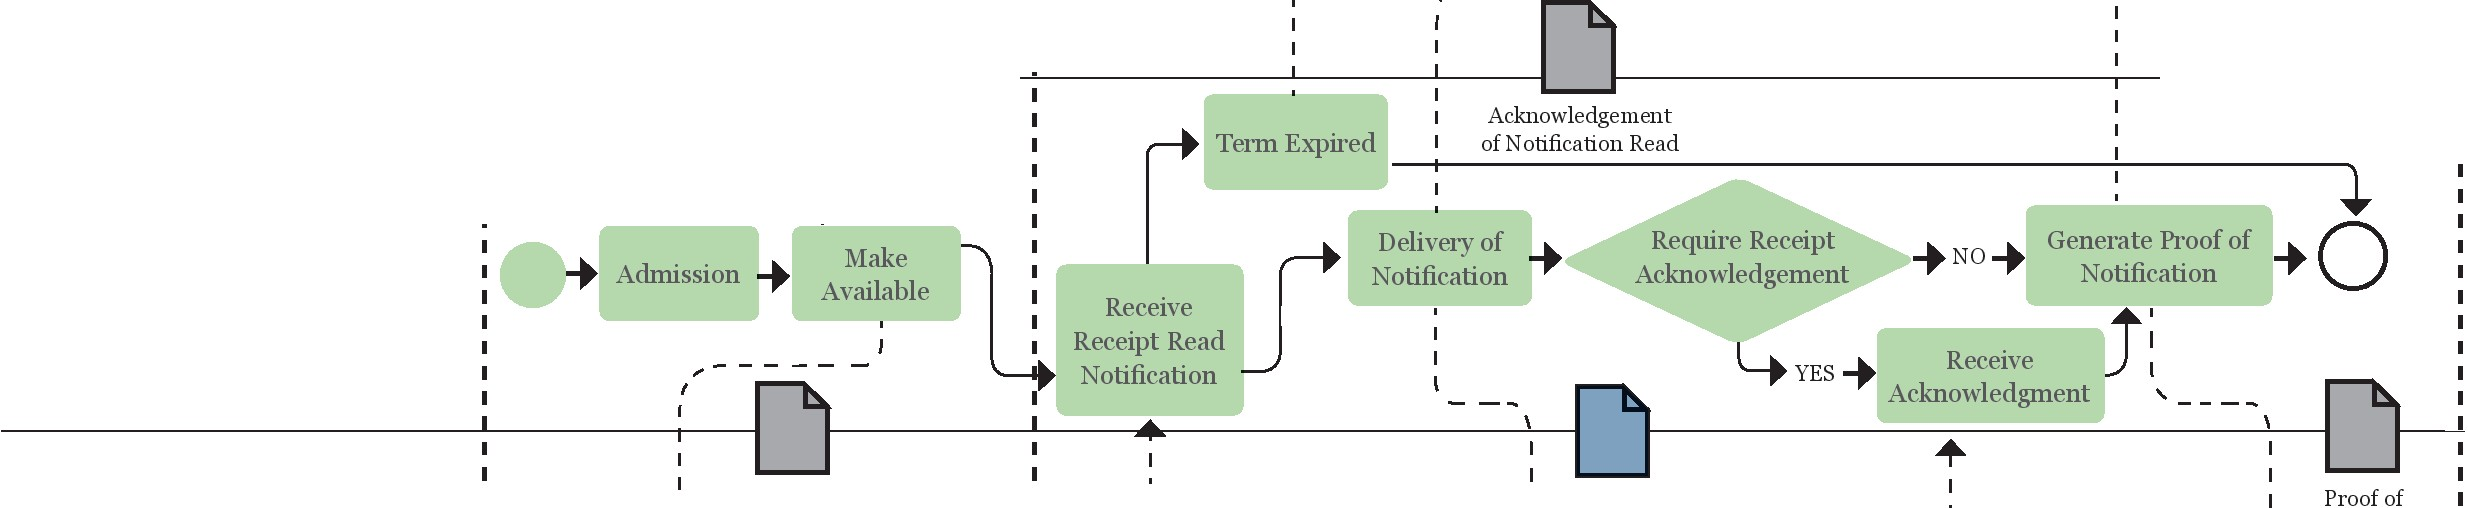 Acknowledgement
of Notification Read
Term Expired
Admission
Make
Available
Receive
Receipt Read
Notification
Delivery of
Notification
Require Receipt
Acknowledgement
NO
Generate Proof of
Notification
YES
Receive
Acknowledgment
Proof of